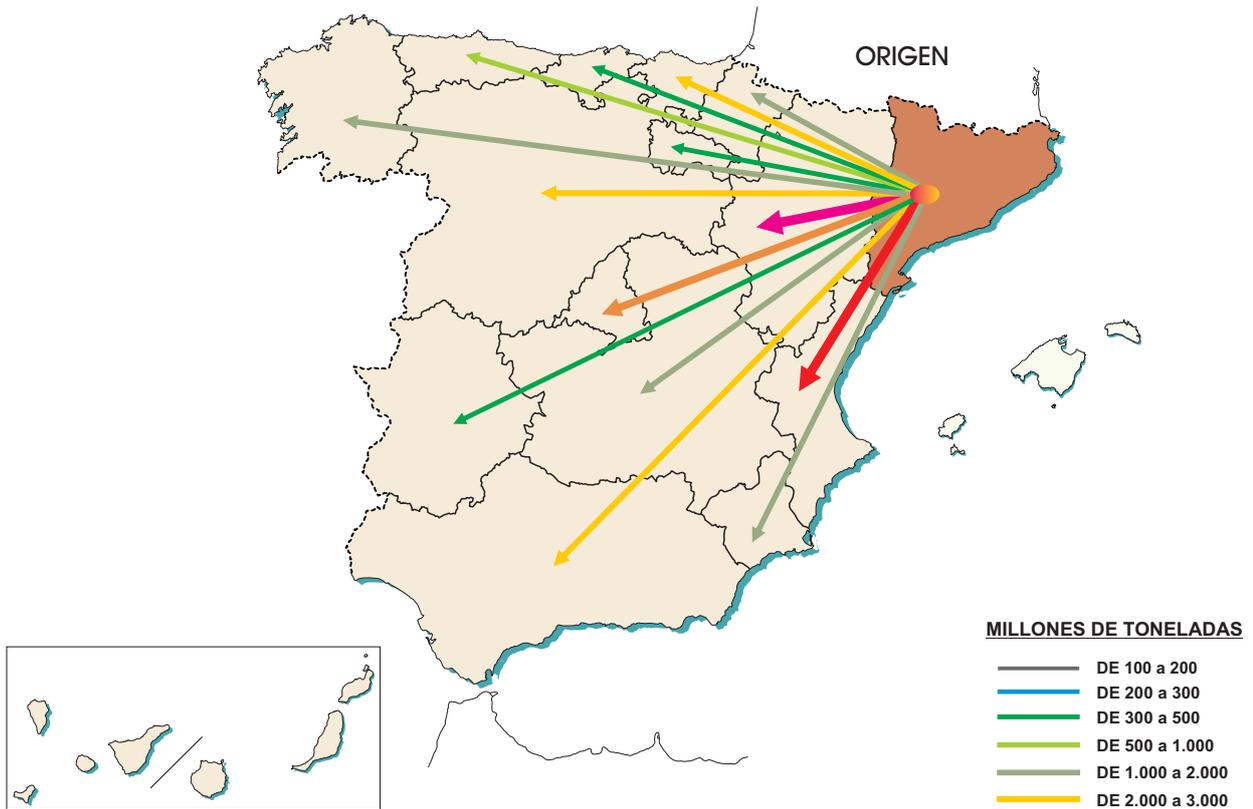 ORIGEN
MILLONES DE TONELADAS
DE 100 a 200
DE 200 a 300
DE 300 a 500
DE 500 a 1.000
DE 1.000 a 2.000
DE 2.000 a 3.000